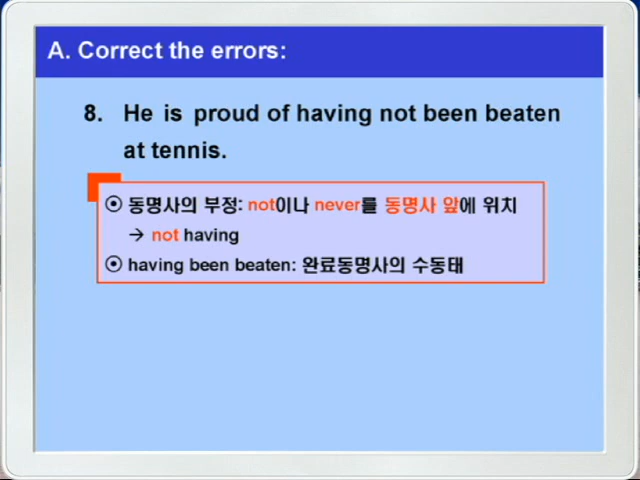 A. Correct the errors:
8. He is proud of having not been beaten
at tennis.
⊙ 동명사의 부정: not이나 never를 동명사 앞에 위치
→ not having
⊙ having been beaten: 완료동명사의 수동태